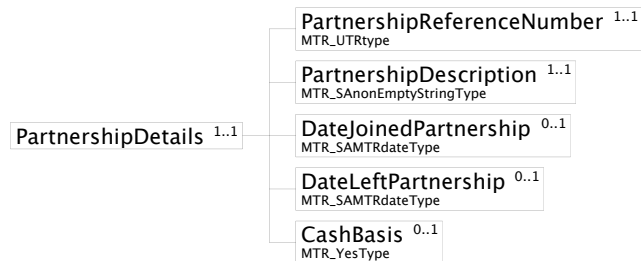 PartnershipReferenceNumber 1..1
MTR_UTRtype
PartnershipDescription 1..1
MTR_SAnonEmptyStringType
PartnershipDetails 1..1
DateJoinedPartnership 0..1
MTR_SAMTRdateType
DateLeftPartnership 0..1
MTR_SAMTRdateType
CashBasis 0..1
MTR_YesType